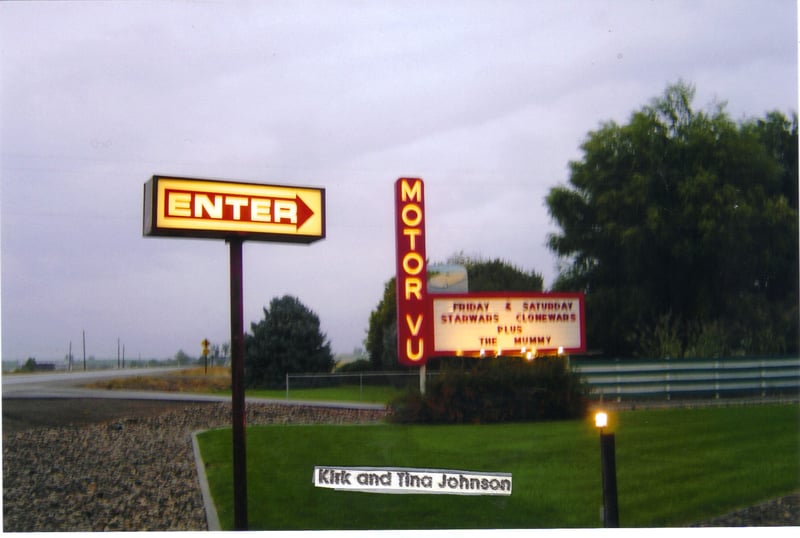 ENTER
MOTOR VU
FRIDAY & SATURDAY
STARWARS CLONEWARS
PLUS
THE MUMMY
Kirk and Tina Johnson